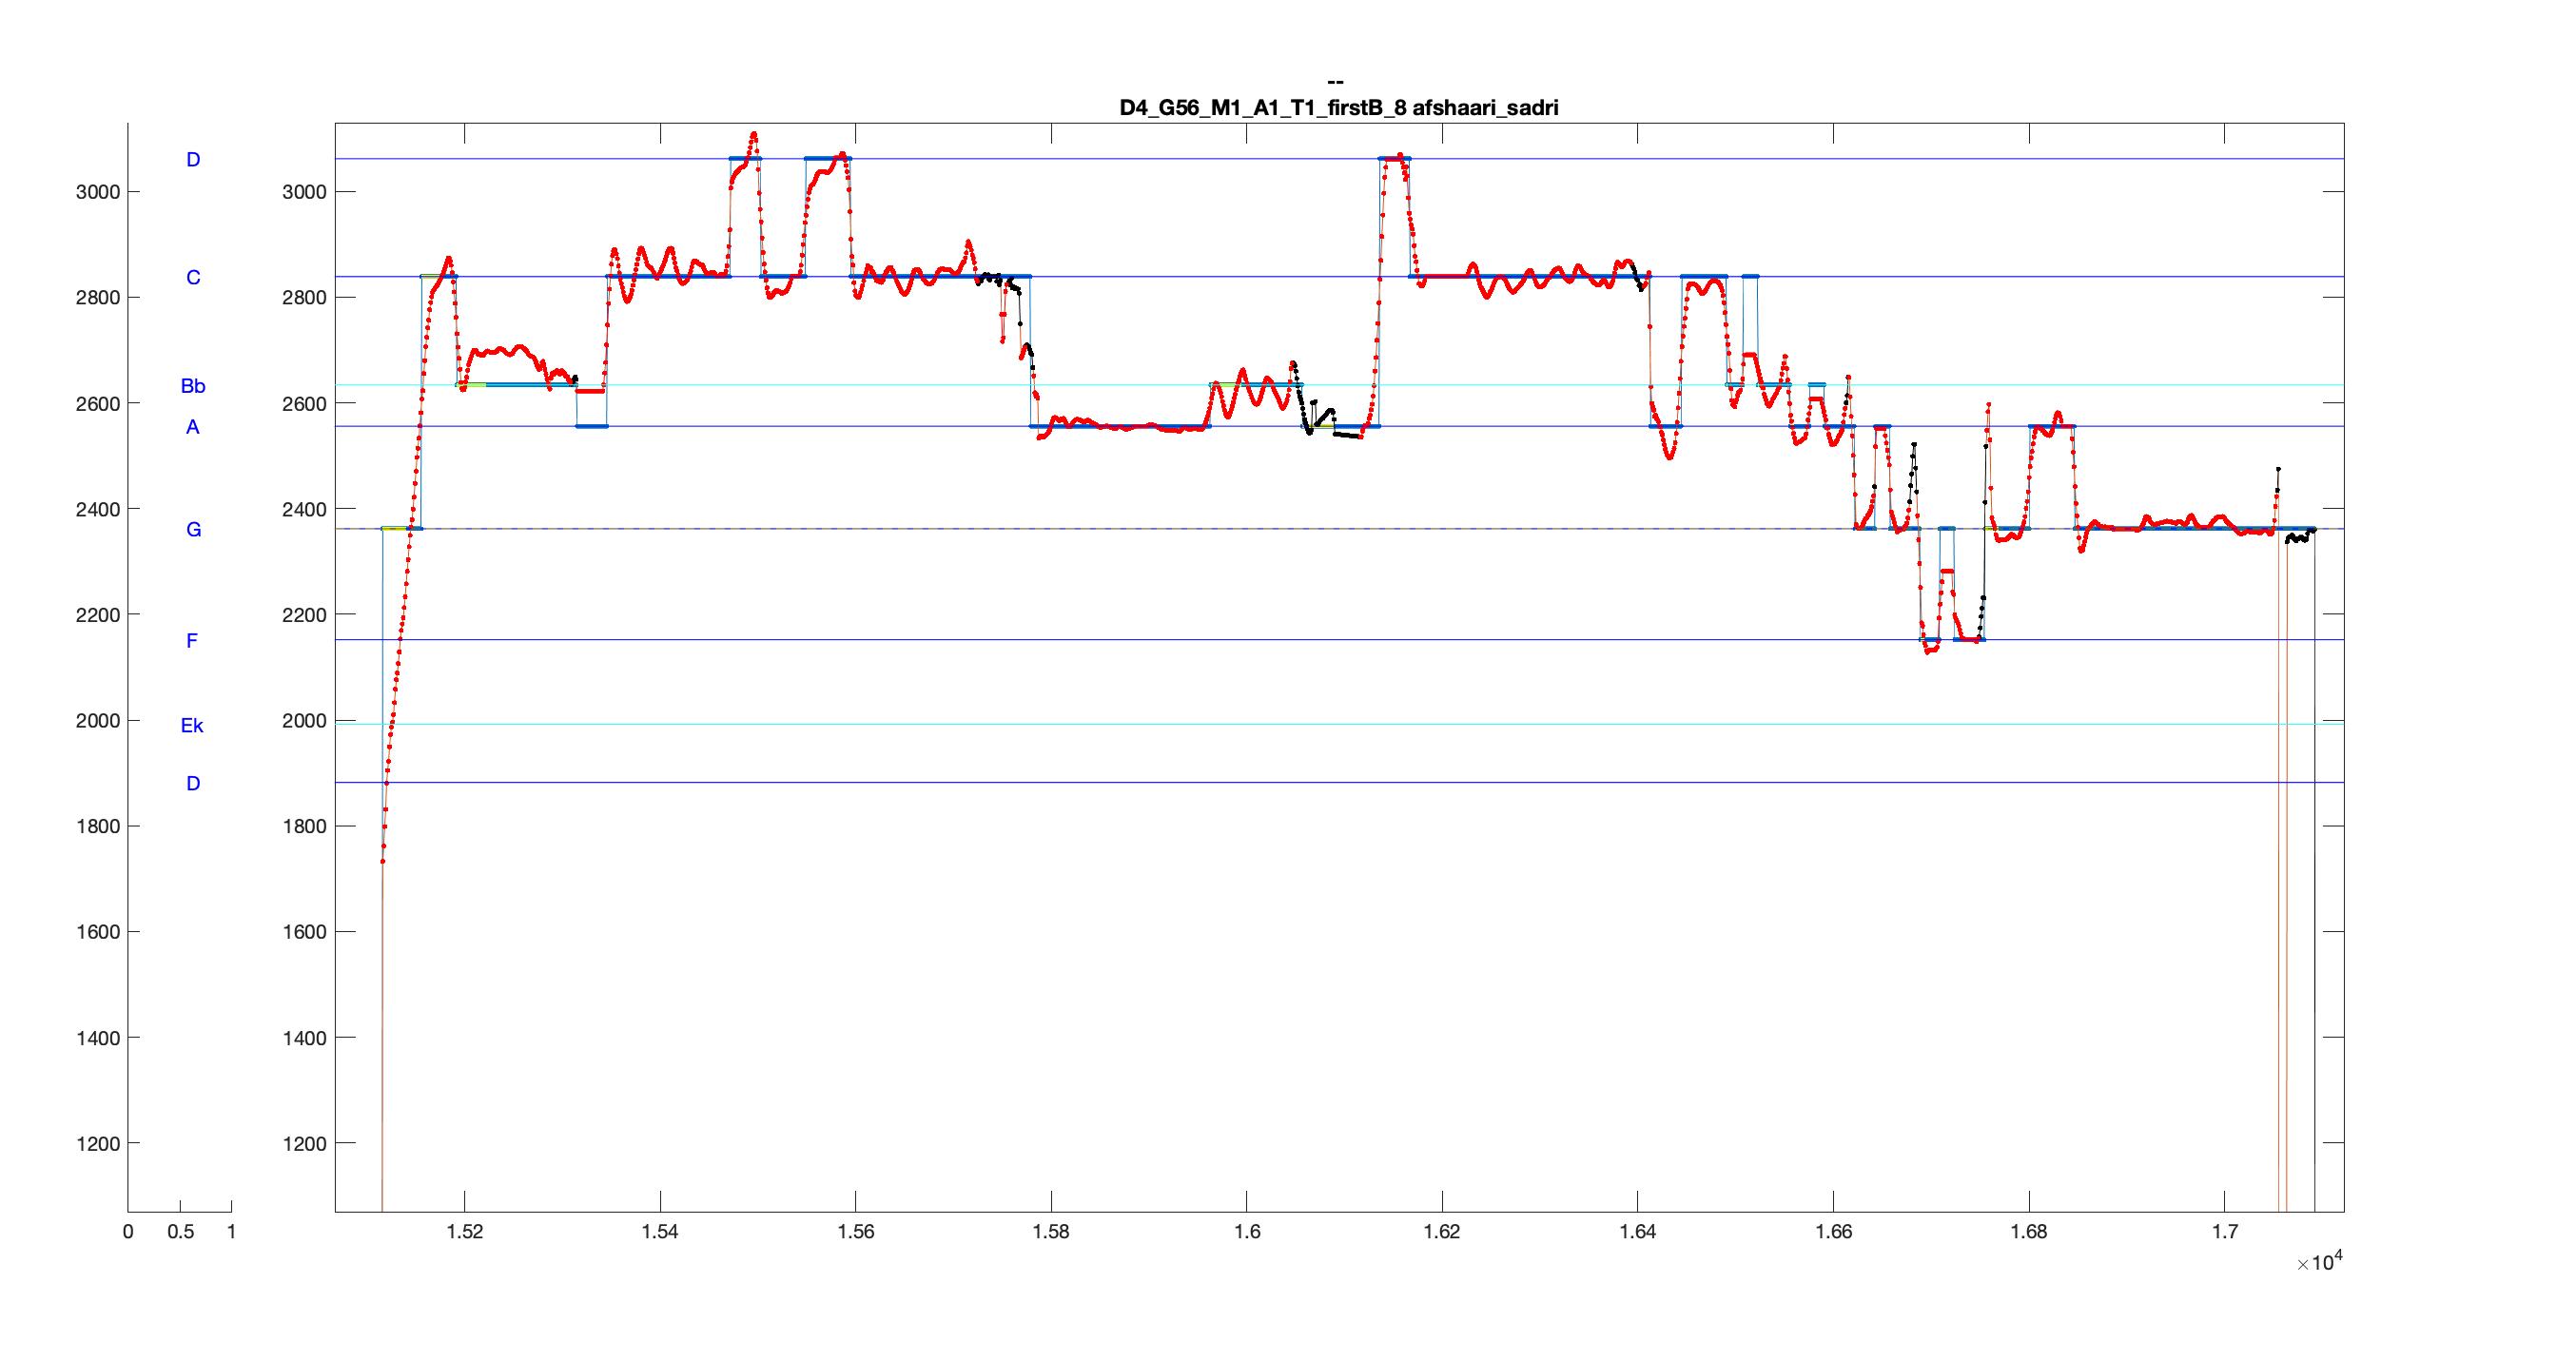 --
D4_G56_M1_A1_T1_firstB_8 afshaari_sadri
D
3000 3000
C
2800 2800
Bb
2600 2600
A
2400 2400
G
2200 2200
F
2000 2000
Ek
D
1800 1800
1600 1600
1400 1400
1200 1200
0 0.5 1 1.52 1.54 1.56 1.58 1.6 1.62 1.64 1.66 1.68 1.7
×10⁴